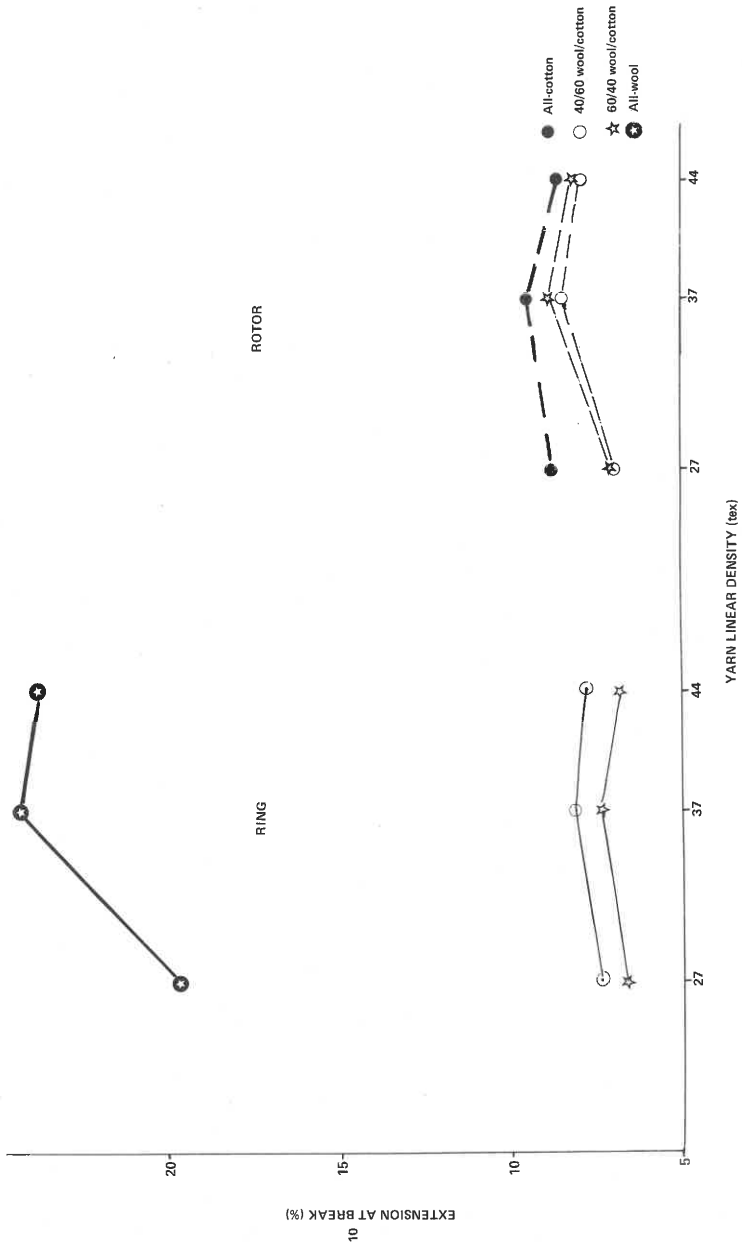 All-cotton
40/60 wool/cotton
60/40 wool/cotton
All-wool
ROTOR
RING
20
15
10
5
EXTENSION AT BREAK (%)
27
37
44
27
37
44
YARN LINEAR DENSITY (tex)
10